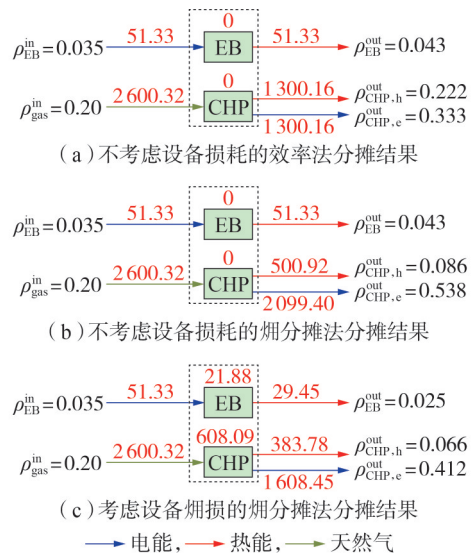 0
ρ_EB^in=0.035 51.33 EB 51.33 ρ_EB^out=0.043
0
ρ_gas^in=0.20 2 600.32 CHP 1 300.16 ρ_CHP,h^out=0.222
1 300.16 ρ_CHP,e^out=0.333
(a)不考虑设备损耗的效率法分摊结果
0
ρ_EB^in=0.035 51.33 EB 51.33 ρ_EB^out=0.043
0
ρ_gas^in=0.20 2 600.32 CHP 500.92 ρ_CHP,h^out=0.086
2 099.40 ρ_CHP,e^out=0.538
(b)不考虑设备损耗的㶲分摊法分摊结果
21.88
ρ_EB^in=0.035 51.33 EB 29.45 ρ_EB^out=0.025
608.09
ρ_gas^in=0.20 2 600.32 CHP 383.78 ρ_CHP,h^out=0.066
1 608.45 ρ_CHP,e^out=0.412
(c)考虑设备㶲损的㶲分摊法分摊结果
电能, 热能, 天然气